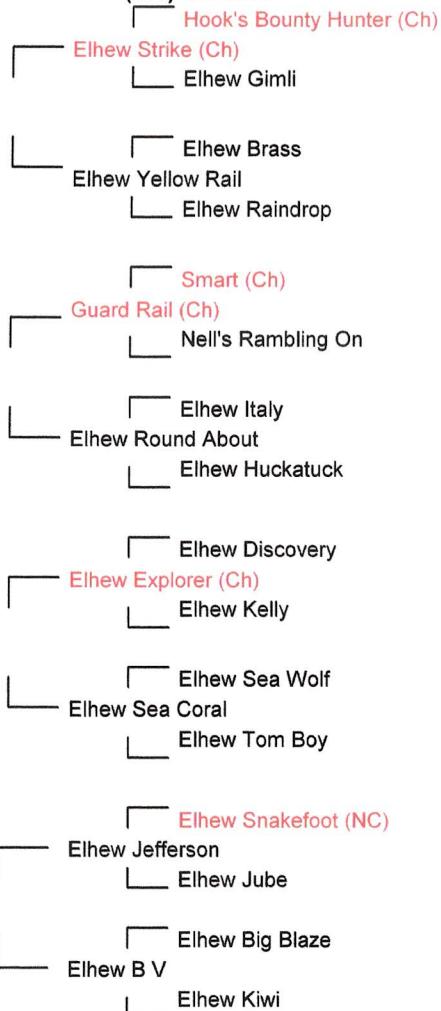 Hook's Bounty Hunter (Ch)
Elhew Strike (Ch)
Elhew Gimli
Elhew Brass
Elhew Yellow Rail
Elhew Raindrop
Smart (Ch)
Guard Rail (Ch)
Nell's Rambling On
Elhew Italy
Elhew Round About
Elhew Huckatuck
Elhew Discovery
Elhew Explorer (Ch)
Elhew Kelly
Elhew Sea Wolf
Elhew Sea Coral
Elhew Tom Boy
Elhew Snakefoot (NC)
Elhew Jefferson
Elhew Jube
Elhew Big Blaze
Elhew B V
Elhew Kiwi